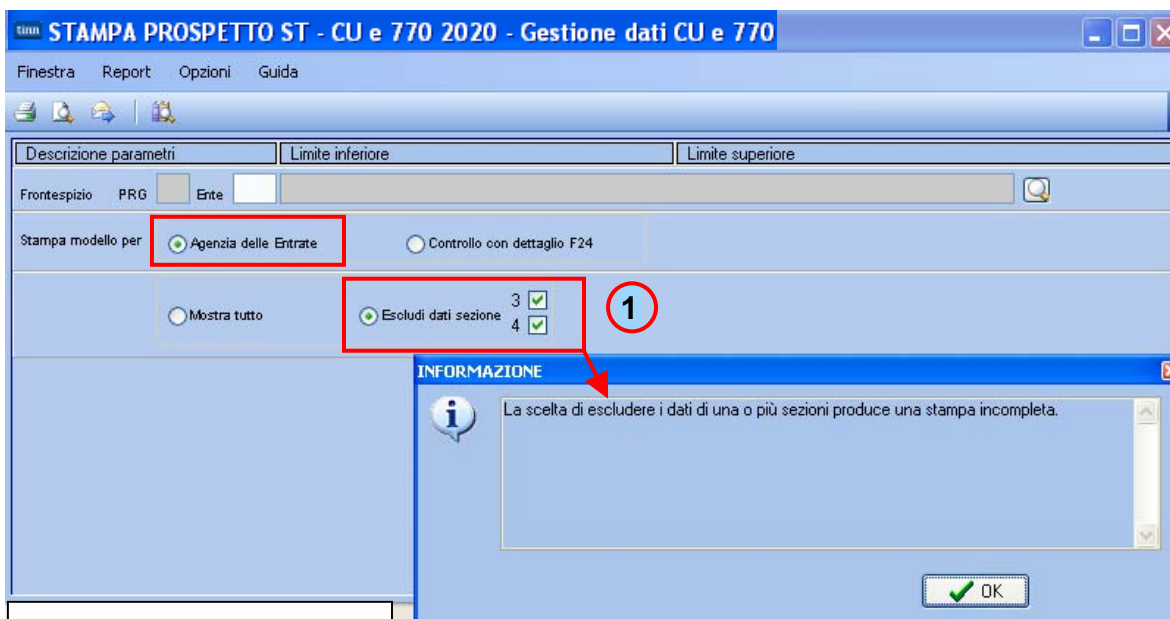 tinn STAMPA PROSPETTO ST - CU e 770 2020 - Gestione dati CU e 770
Finestra Report Opzioni Guida
Descrizione parametri Limite inferiore Limite superiore
Frontespizio PRG Ente
Stampa modello per Agenzia delle Entrate Controllo con dettaglio F24
Mostra tutto Escludi dati sezione 3
4
1
INFORMAZIONE
La scelta di escludere i dati di una o più sezioni produce una stampa incompleta.
OK